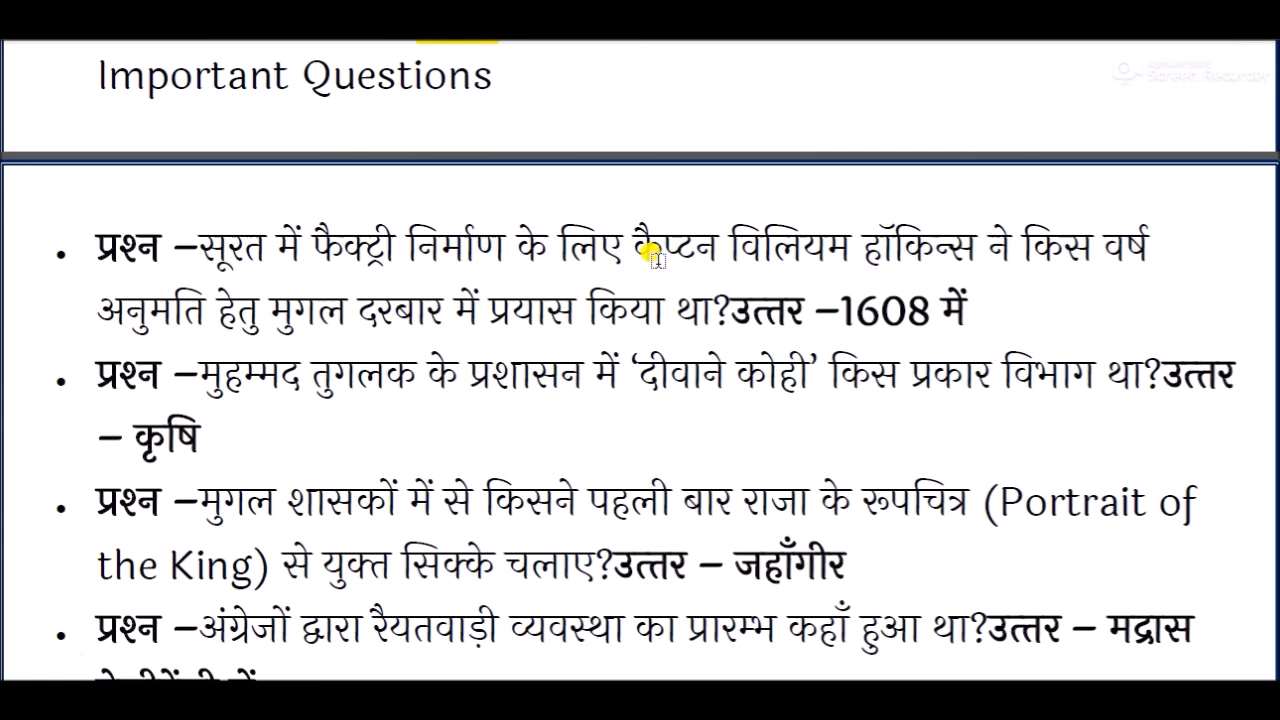 Important Questions
Screen Recorder
• प्रश्न –सूरत में फैक्ट्री निर्माण के लिए कैप्टन विलियम हॉकिन्स ने किस वर्ष
अनुमति हेतु मुगल दरबार में प्रयास किया था?उत्तर –1608 में
• प्रश्न –मुहम्मद तुगलक के प्रशासन में ‘दीवाने कोही’ किस प्रकार विभाग था?उत्तर
– कृषि
• प्रश्न –मुगल शासकों में से किसने पहली बार राजा के रूपचित्र (Portrait of
the King) से युक्त सिक्के चलाए?उत्तर – जहाँगीर
• प्रश्न –अंग्रेजों द्वारा रैयतवाड़ी व्यवस्था का प्रारम्भ कहाँ हुआ था?उत्तर – मद्रास